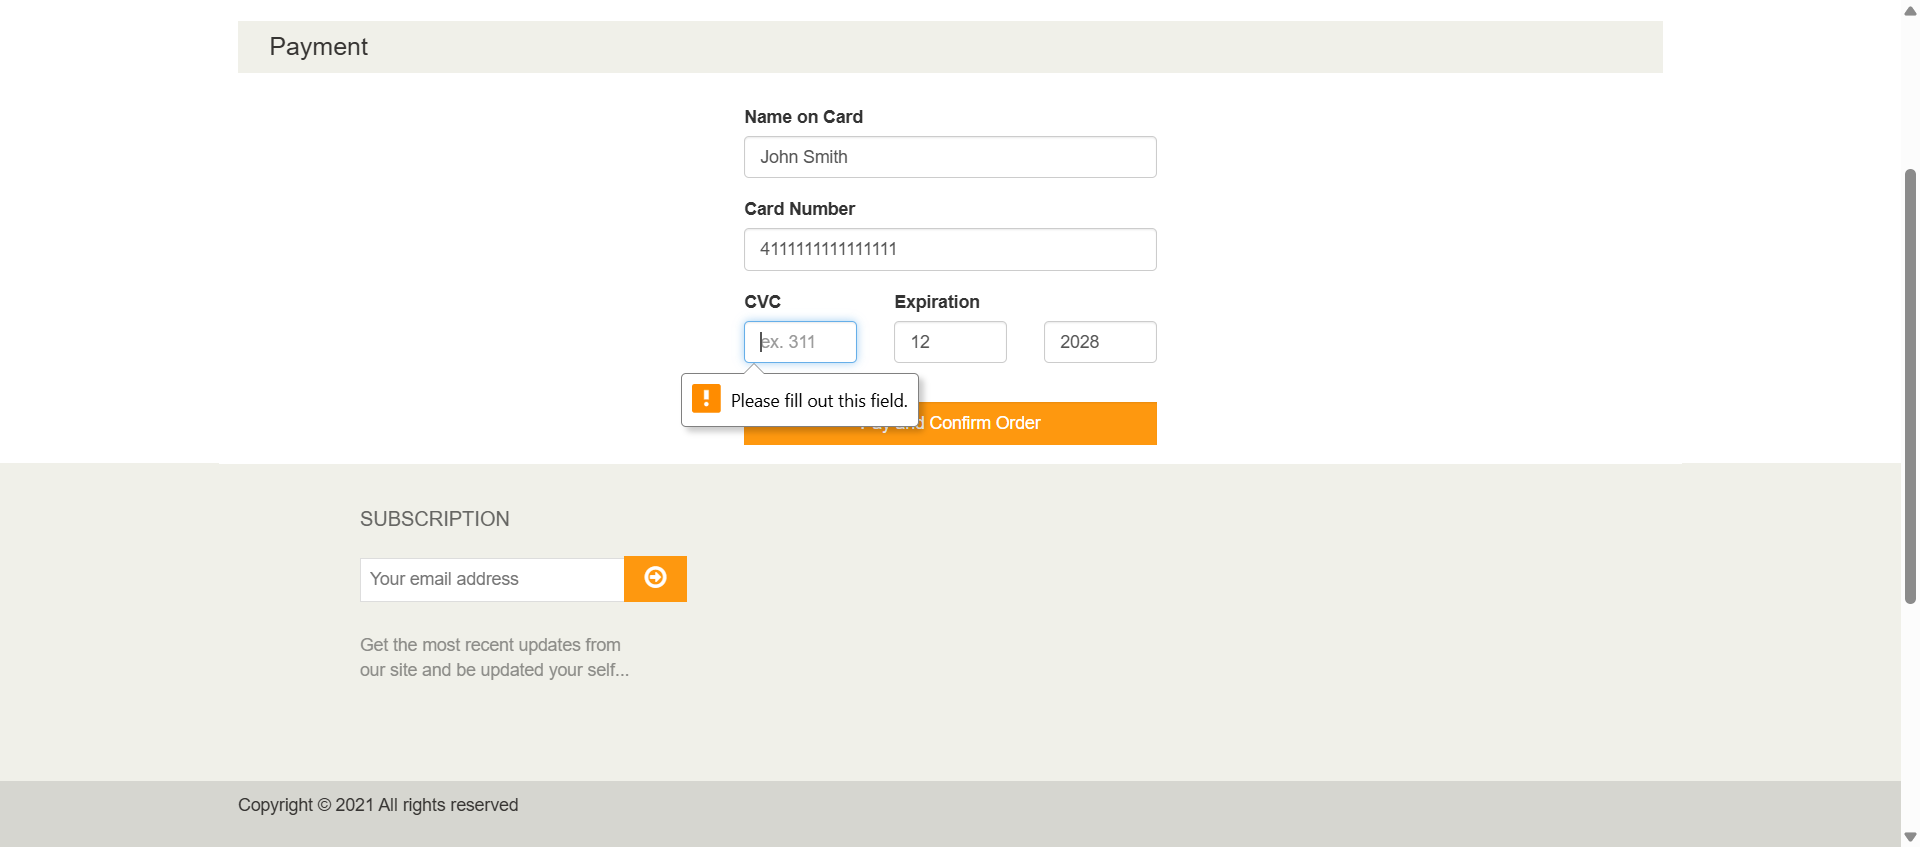 Payment
Name on Card
John Smith
Card Number
4111111111111111
CVC
Expiration
ex. 311
12
2028
Please fill out this field.
Pay and Confirm Order
SUBSCRIPTION
Your email address
Get the most recent updates from
our site and be updated your self...
Copyright © 2021 All rights reserved